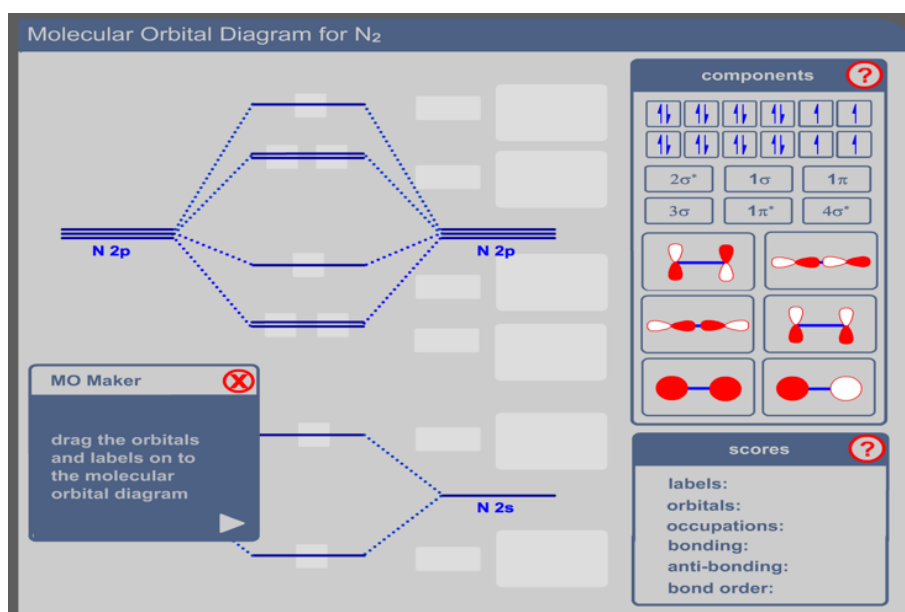 Molecular Orbital Diagram for N₂
components
?
2σ*
1σ
1π
3σ
1π*
4σ*
N 2p
N 2p
MO Maker
X
drag the orbitals
and labels on to
the molecular
orbital diagram
N 2s
scores
?
labels:
orbitals:
occupations:
bonding:
anti-bonding:
bond order: